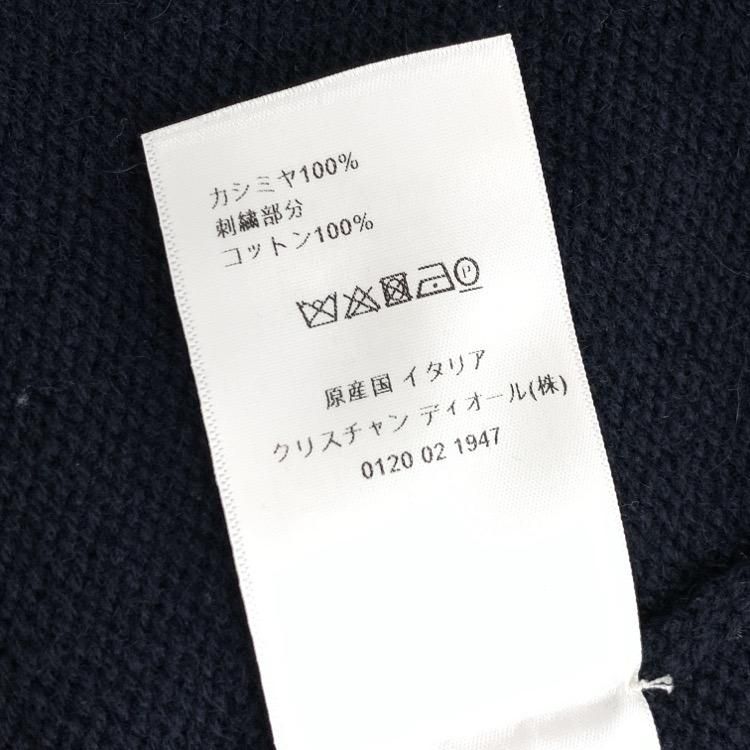 カシミヤ100%
刺繍部分
コットン100%
P
原産国 イタリア
クリスチャン ディオール(株)
0120 02 1947